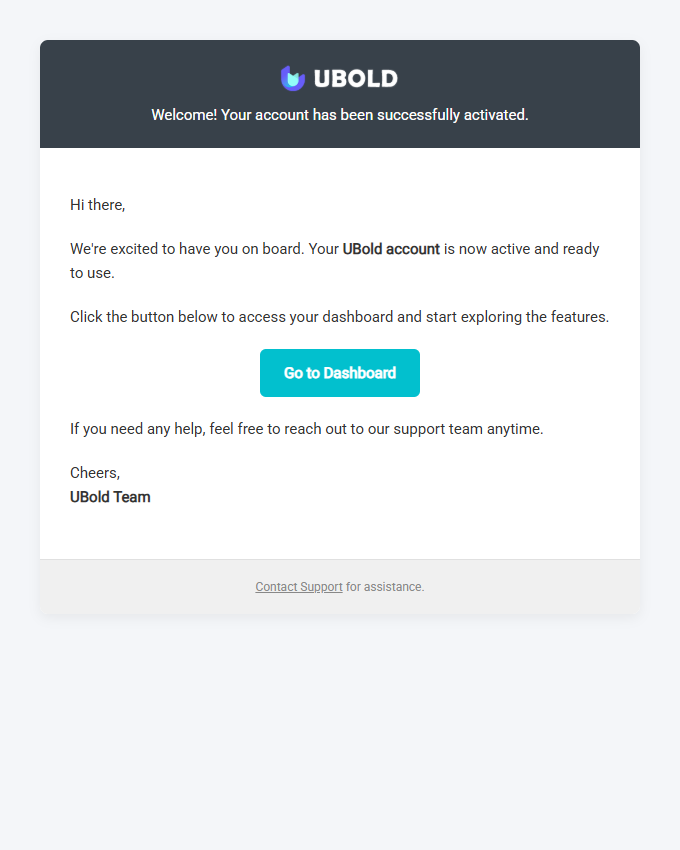 UBOLD
Welcome! Your account has been successfully activated.
Hi there,
We're excited to have you on board. Your UBold account is now active and ready
to use.
Click the button below to access your dashboard and start exploring the features.
Go to Dashboard
If you need any help, feel free to reach out to our support team anytime.
Cheers,
UBold Team
Contact Support for assistance.